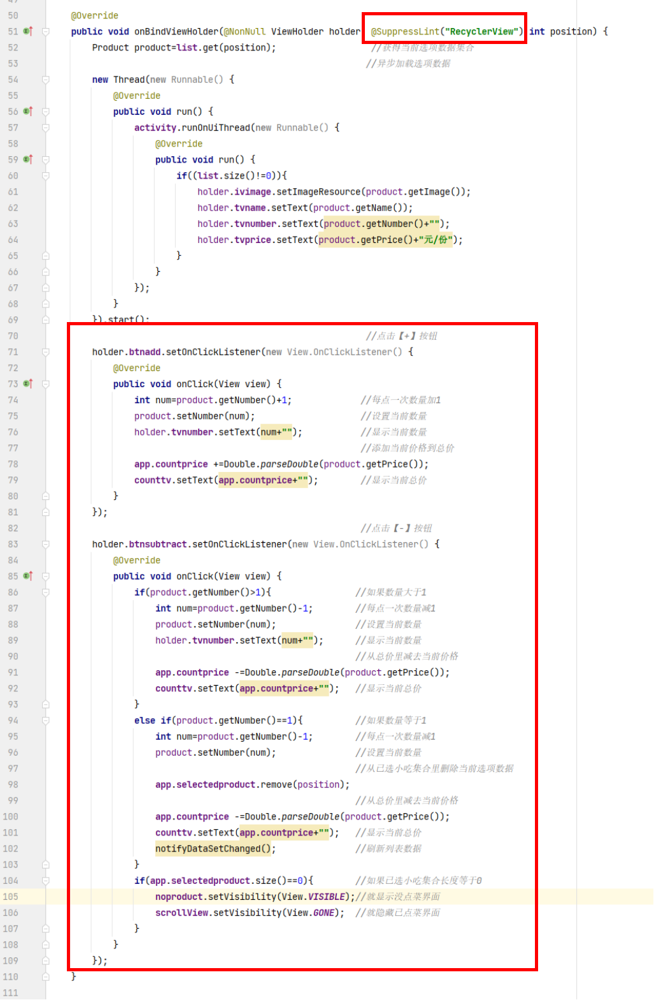 49
50 @Override
51 public void onBindViewHolder(@NonNull ViewHolder holder, @SuppressLint("RecyclerView") int position) {
52 Product product=list.get(position); //获得当前选项数据集合
53 //异步加载选项数据
54 new Thread(new Runnable() {
55 @Override
56 public void run() {
57 activity.runOnUiThread(new Runnable() {
58 @Override
59 public void run() {
60 if((list.size()!=0)){
61 holder.ivimage.setImageResource(product.getImage());
62 holder.tvname.setText(product.getName());
63 holder.tvnumber.setText(product.getNumber()+"");
64 holder.tvprice.setText(product.getPrice()+"元/份");
65 }
66 }
67 });
68 }
69 }).start();
70 //点击【+】按钮
71 holder.btnadd.setOnClickListener(new View.OnClickListener() {
72 @Override
73 public void onClick(View view) {
74 int num=product.getNumber()+1; //每点一次数量加1
75 product.setNumber(num); //设置当前数量
76 holder.tvnumber.setText(num+""); //显示当前数量
77 //添加当前价格到总价
78 app.countprice +=Double.parseDouble(product.getPrice());
79 counttv.setText(app.countprice+""); //显示当前总价
80 }
81 });
82 //点击【-】按钮
83 holder.btnsubtract.setOnClickListener(new View.OnClickListener() {
84 @Override
85 public void onClick(View view) {
86 if(product.getNumber()>1){ //如果数量大于1
87 int num=product.getNumber()-1; //每点一次数量减1
88 product.setNumber(num); //设置当前数量
89 holder.tvnumber.setText(num+""); //显示当前数量
90 //从总价里减去当前价格
91 app.countprice -=Double.parseDouble(product.getPrice());
92 counttv.setText(app.countprice+""); //显示当前总价
93 }
94 else if(product.getNumber()==1){ //如果数量等于1
95 int num=product.getNumber()-1; //每点一次数量减1
96 product.setNumber(num); //设置当前数量
97 //从已选小吃集合里删除当前选项数据
98 app.selectedproduct.remove(position);
99 //从总价里减去当前价格
100 app.countprice -=Double.parseDouble(product.getPrice());
101 counttv.setText(app.countprice+""); //显示当前总价
102 notifyDataSetChanged(); //刷新列表数据
103 }
104 if(app.selectedproduct.size()==0){ //如果已选小吃集合长度等于0
105 noproduct.setVisibility(View.VISIBLE);//就显示没点菜界面
106 scrollView.setVisibility(View.GONE); //就隐藏已点菜界面
107 }
108 }
109 });
110 }
111